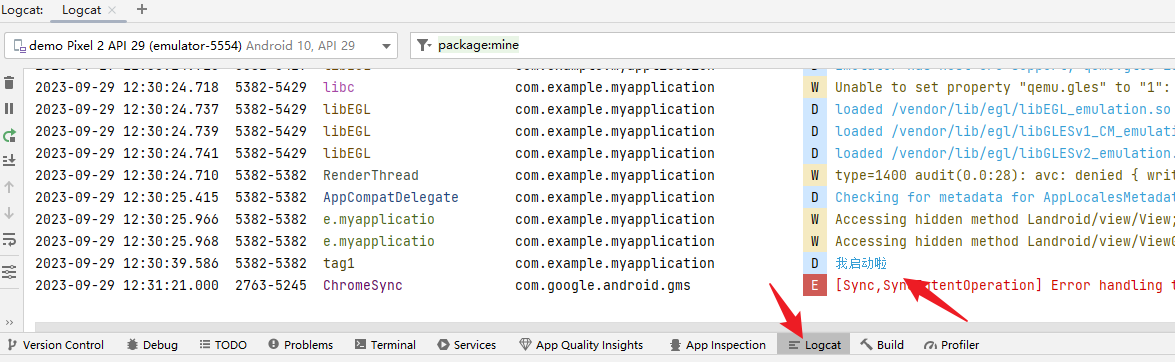 Logcat: Logcat
demo Pixel 2 API 29 (emulator-5554) Android 10, API 29 package:mine
2023-09-29 12:30:24.718 5382-5429 libc com.example.myapplication W Unable to set property "qemu.gles" to "1":
2023-09-29 12:30:24.737 5382-5429 libEGL com.example.myapplication D loaded /vendor/lib/egl/libEGL_emulation.so
2023-09-29 12:30:24.739 5382-5429 libEGL com.example.myapplication D loaded /vendor/lib/egl/libGLESv1_CM_emulati
2023-09-29 12:30:24.741 5382-5429 libEGL com.example.myapplication D loaded /vendor/lib/egl/libGLESv2_emulation.
2023-09-29 12:30:24.710 5382-5382 RenderThread com.example.myapplication W type=1400 audit(0.0:28): avc: denied { writ
2023-09-29 12:30:25.415 5382-5382 AppCompatDelegate com.example.myapplication D Checking for metadata for AppLocalesMetadat
2023-09-29 12:30:25.966 5382-5382 e.myapplicatio com.example.myapplication W Accessing hidden method Landroid/view/View;
2023-09-29 12:30:25.968 5382-5382 e.myapplicatio com.example.myapplication W Accessing hidden method Landroid/view/ViewG
2023-09-29 12:30:39.586 5382-5382 tag1 com.example.myapplication D 我启动啦
2023-09-29 12:31:21.000 2763-5245 ChromeSync com.google.android.gms E [Sync,Syn Error handling t
Version Control Debug TODO Problems Terminal Services App Quality Insights App Inspection Logcat Build Profiler